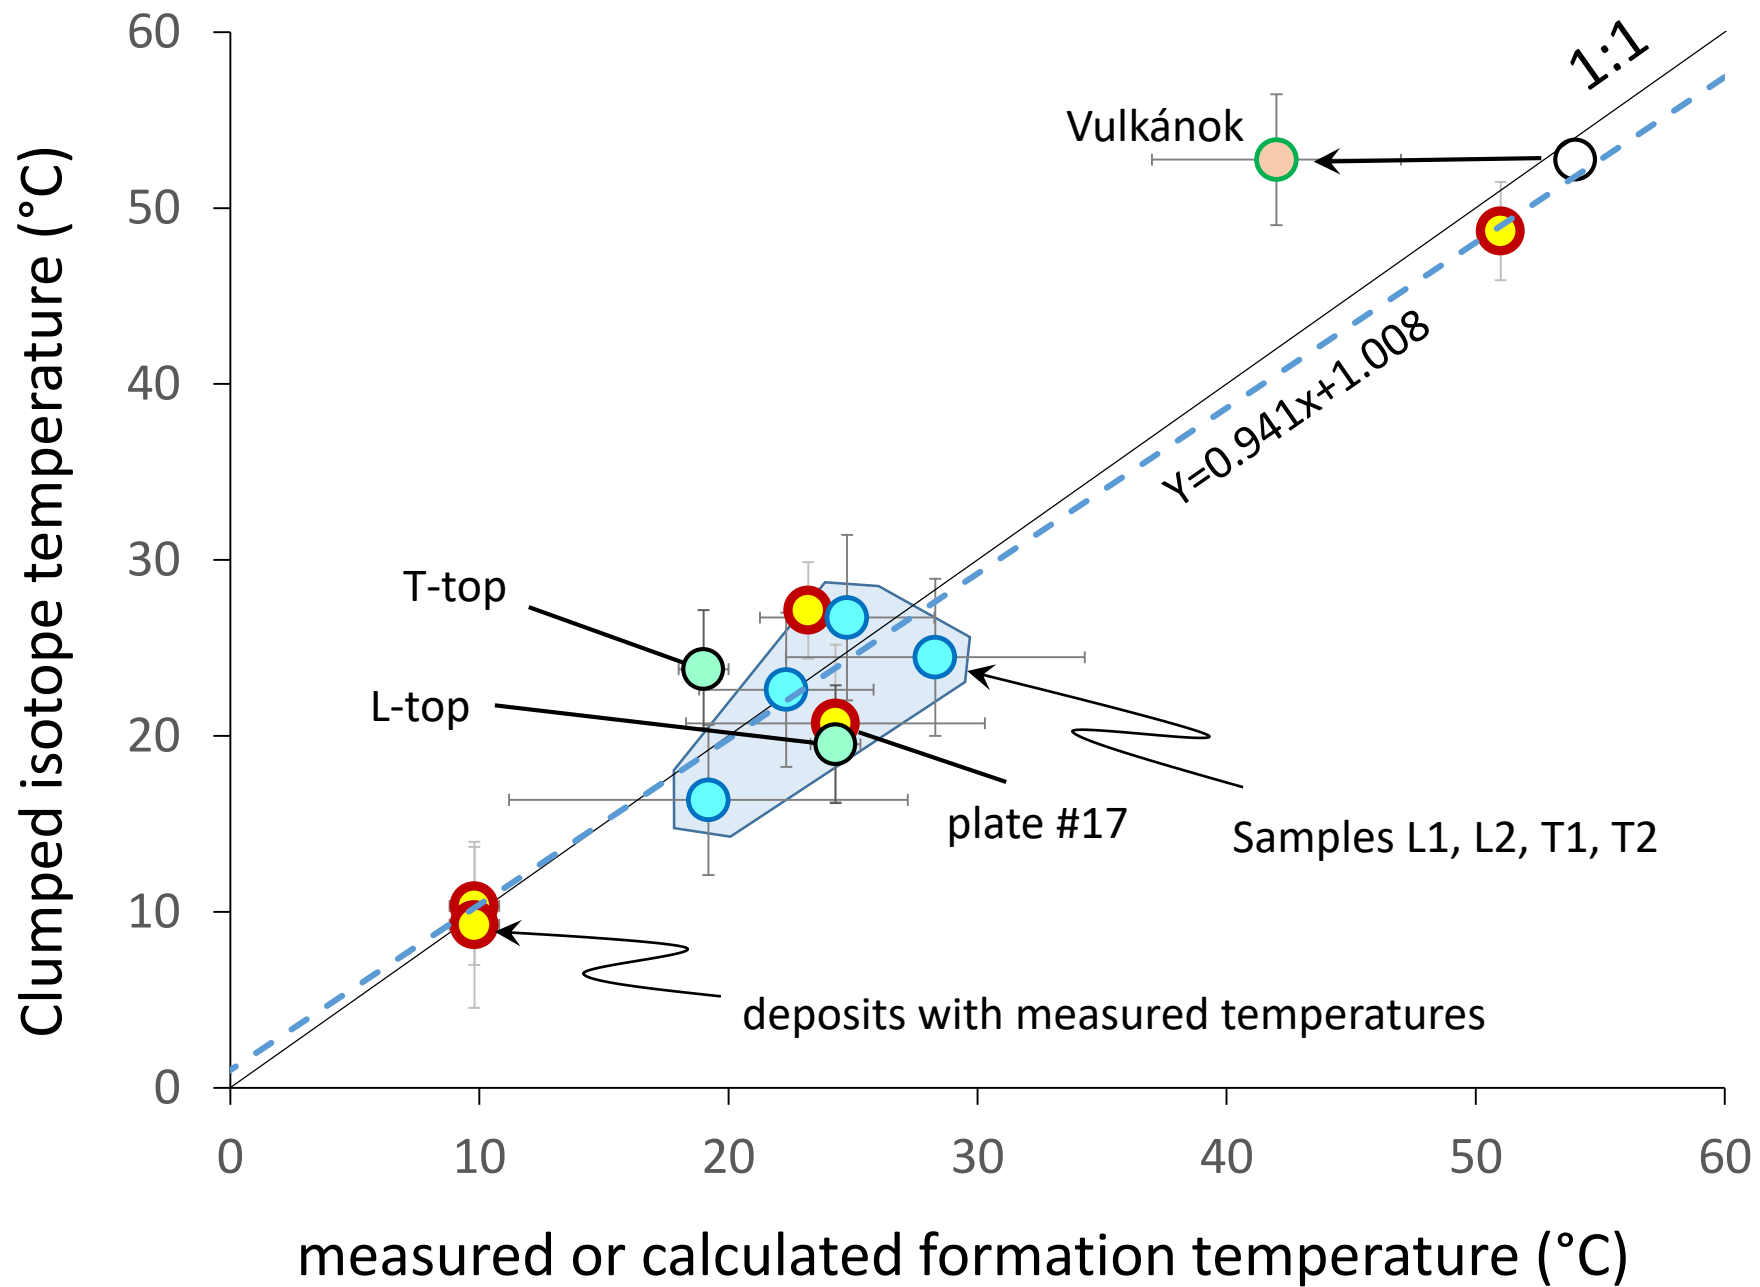 60
50
40
30
20
10
0
Clumped isotope temperature (°C)
1:1
Vulkánok
Y=0.941x+1.008
T-top
L-top
plate #17
Samples L1, L2, T1, T2
deposits with measured temperatures
0 10 20 30 40 50 60
measured or calculated formation temperature (°C)